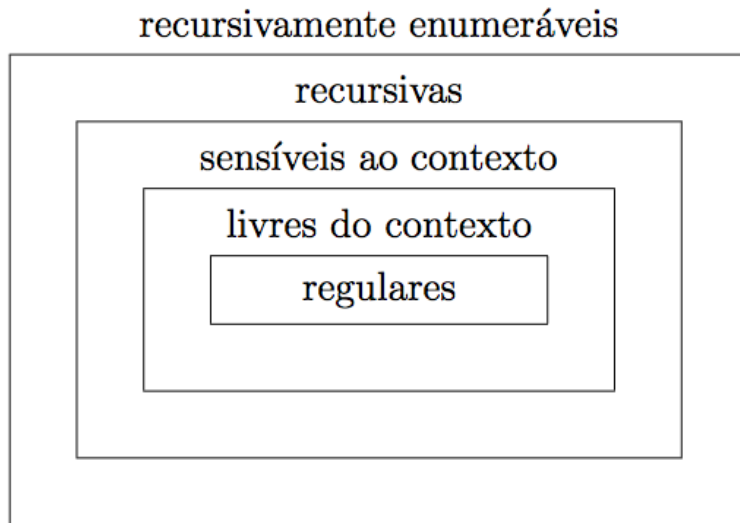 recursivamente enumeráveis
recursivas
sensíveis ao contexto
livres do contexto
regulares